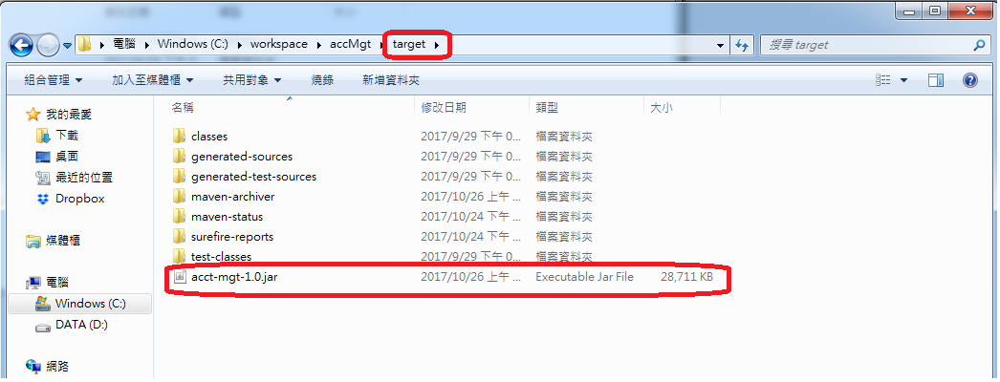 電腦 Windows (C:) workspace accMgt target
搜尋 target
組合管理 加入至媒體櫃 共用對象 燒錄 新增資料夾
我的最愛
下載
桌面
最近的位置
Dropbox
媒體櫃
電腦
Windows (C:)
DATA (D:)
網路
名稱 修改日期 類型 大小
classes 2017/9/29 下午 0... 檔案資料夾
generated-sources 2017/9/29 下午 0... 檔案資料夾
generated-test-sources 2017/9/29 下午 0... 檔案資料夾
maven-archiver 2017/10/26 上午 ... 檔案資料夾
maven-status 2017/10/24 下午 ... 檔案資料夾
surefire-reports 2017/10/24 下午 ... 檔案資料夾
test-classes 2017/9/29 下午 0... 檔案資料夾
acct-mgt-1.0.jar 2017/10/26 上午 ... Executable Jar File 28,711 KB